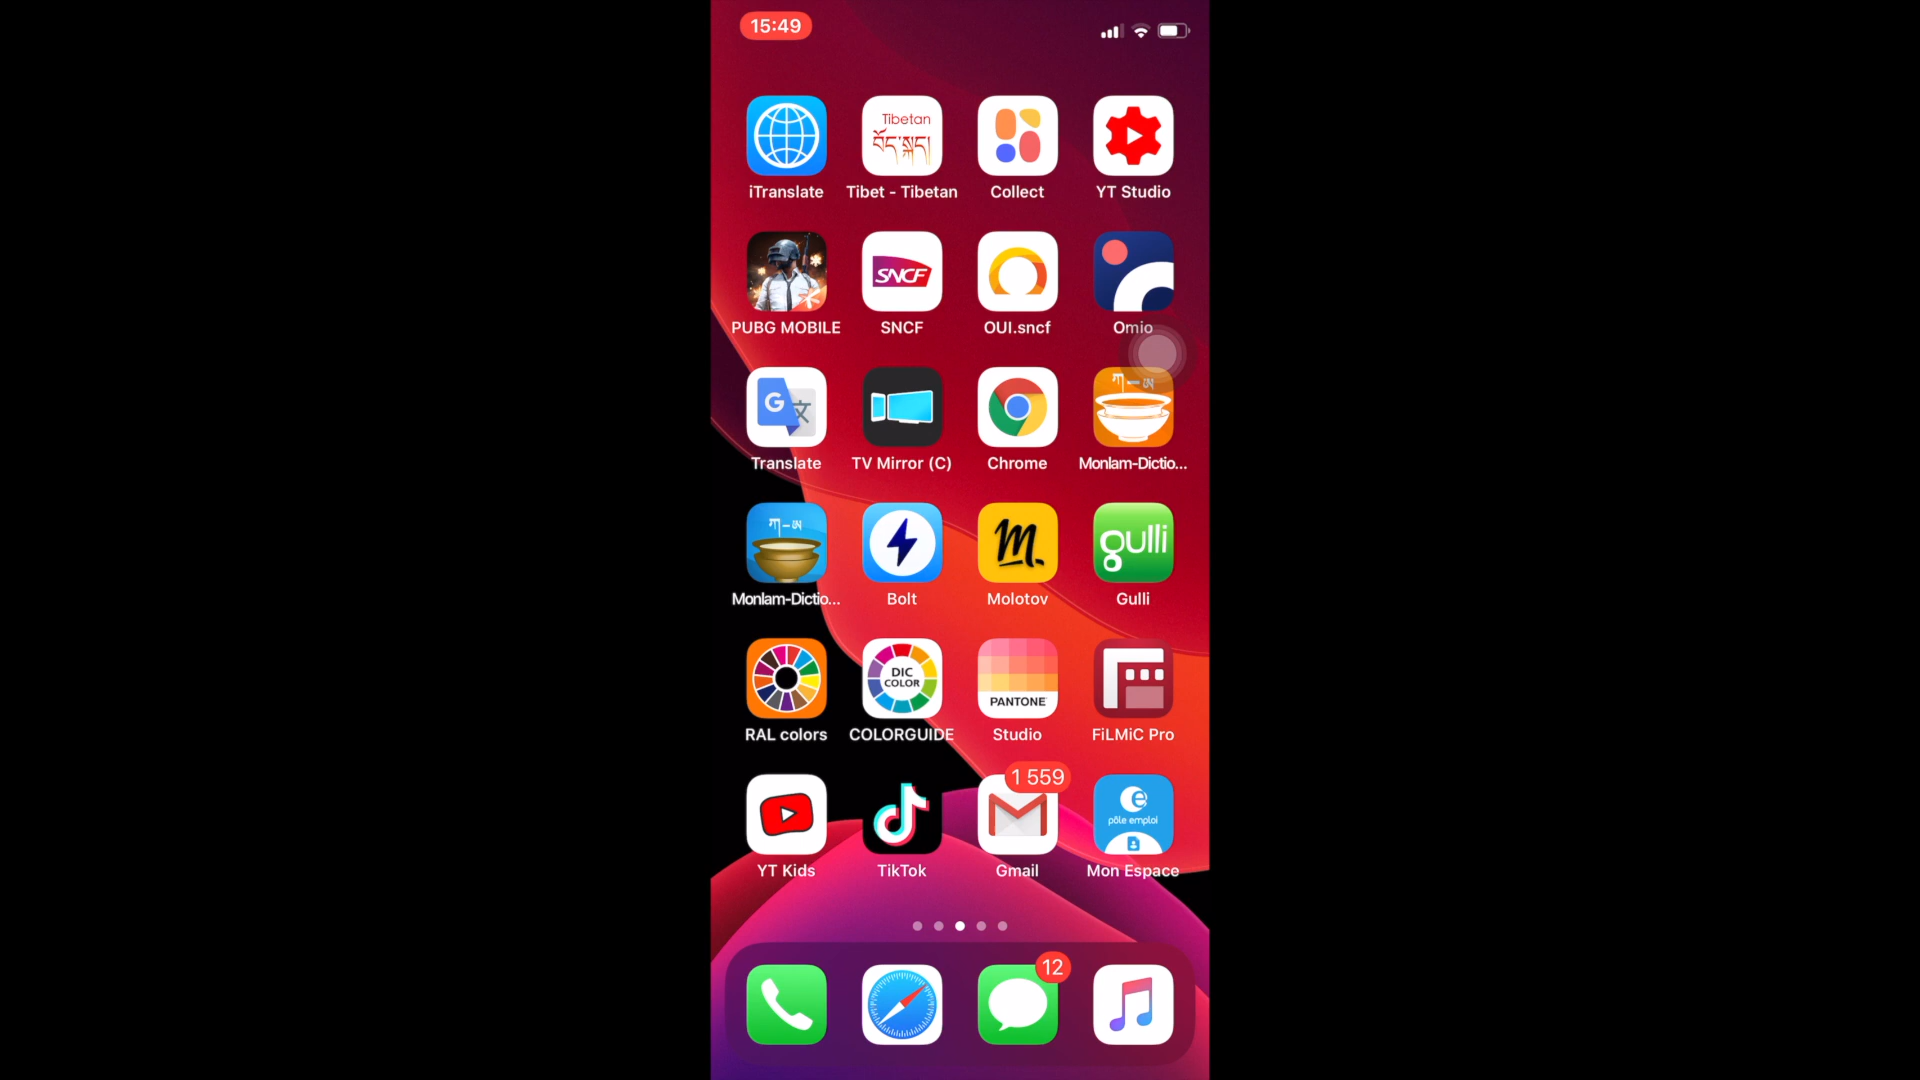 15:49
Tibetan
བོད་སྐད།
iTranslate
Tibet - Tibetan
Collect
YT Studio
SNCF
PUBG MOBILE
SNCF
OUI.sncf
Omio
G 文
ཀ—ཨ
Translate
TV Mirror (C)
Chrome
Monlam-Dictio...
ཀ—ཨ
m.
gulli
Monlam-Dictio...
Bolt
Molotov
Gulli
DIC
COLOR
PANTONE
RAL colors
COLORGUIDE
Studio
FiLMiC Pro
1 559
e
pôle emploi
YT Kids
TikTok
Gmail
Mon Espace
12